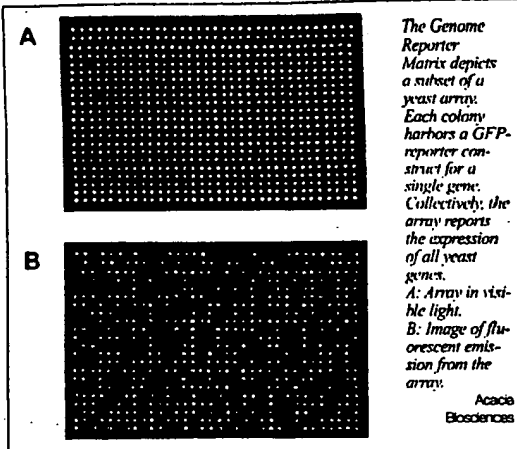 A
B
The Genome
Reporter
Matrix depicts
a subset of a
yeast array.
Each colony
harbors a GFP-
reporter con-
struct for a
single gene.
Collectively, the
array reports
the expression
of all yeast
genes.
A: Array in visi-
ble light.
B: Image of flu-
orescent emis-
sion from the
array.
Acacia
Biosciences